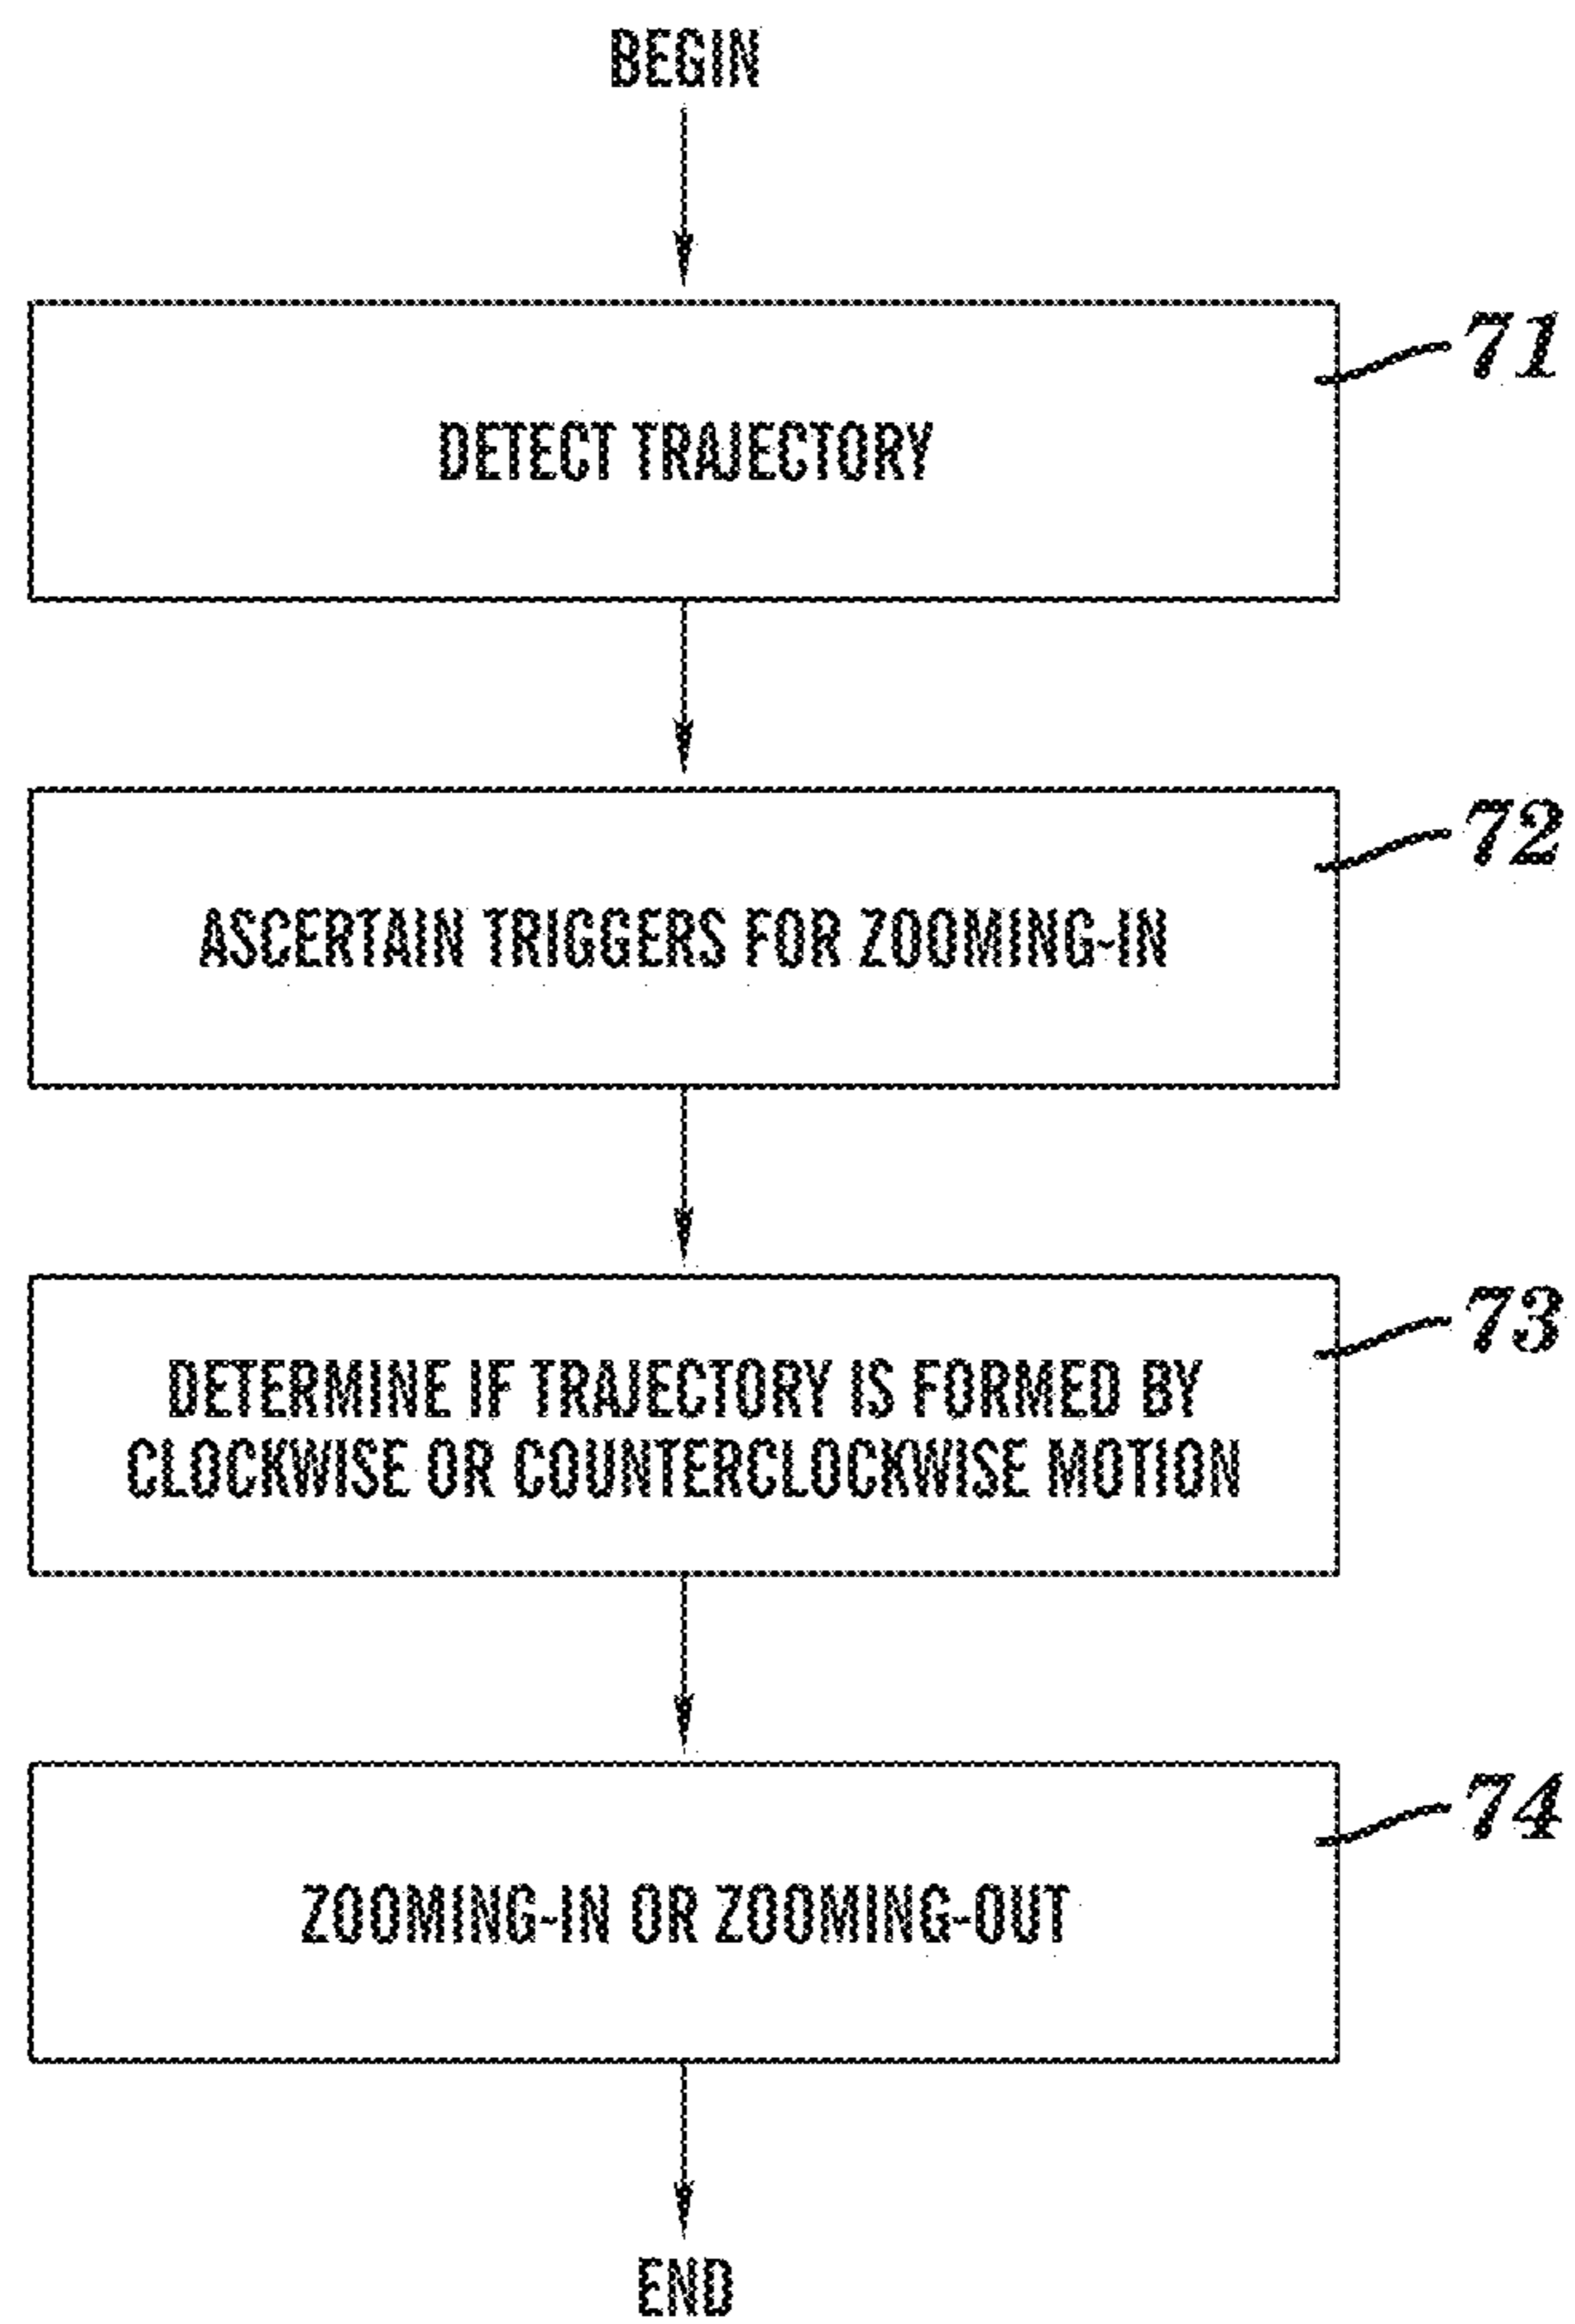 BEGIN
71
DETECT TRAJECTORY
72
ASCERTAIN TRIGGERS FOR ZOOMING-IN
73
DETERMINE IF TRAJECTORY IS FORMED BY
CLOCKWISE OR COUNTERCLOCKWISE MOTION
74
ZOOMING-IN OR ZOOMING-OUT
END